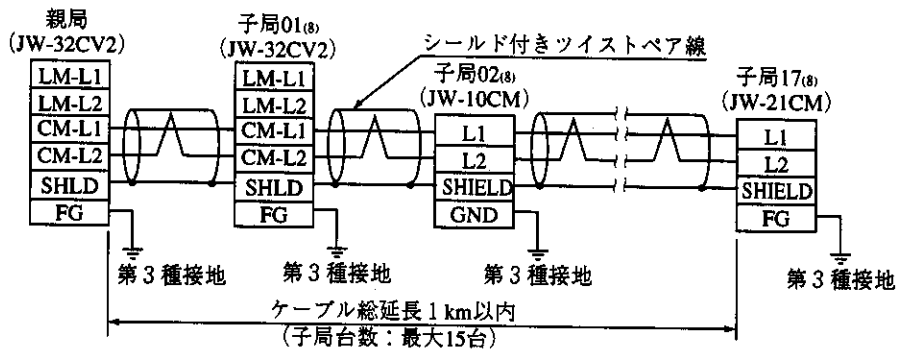 親局
(JW-32CV2)
LM-L1
LM-L2
CM-L1
CM-L2
SHLD
FG
第3種接地
子局01(8)
(JW-32CV2)
LM-L1
LM-L2
CM-L1
CM-L2
SHLD
FG
第3種接地
シールド付きツイストペア線
子局02(8)
(JW-10CM)
L1
L2
SHIELD
GND
第3種接地
子局17(8)
(JW-21CM)
L1
L2
SHIELD
FG
第3種接地
ケーブル総延長1km以内
(子局台数:最大15台)